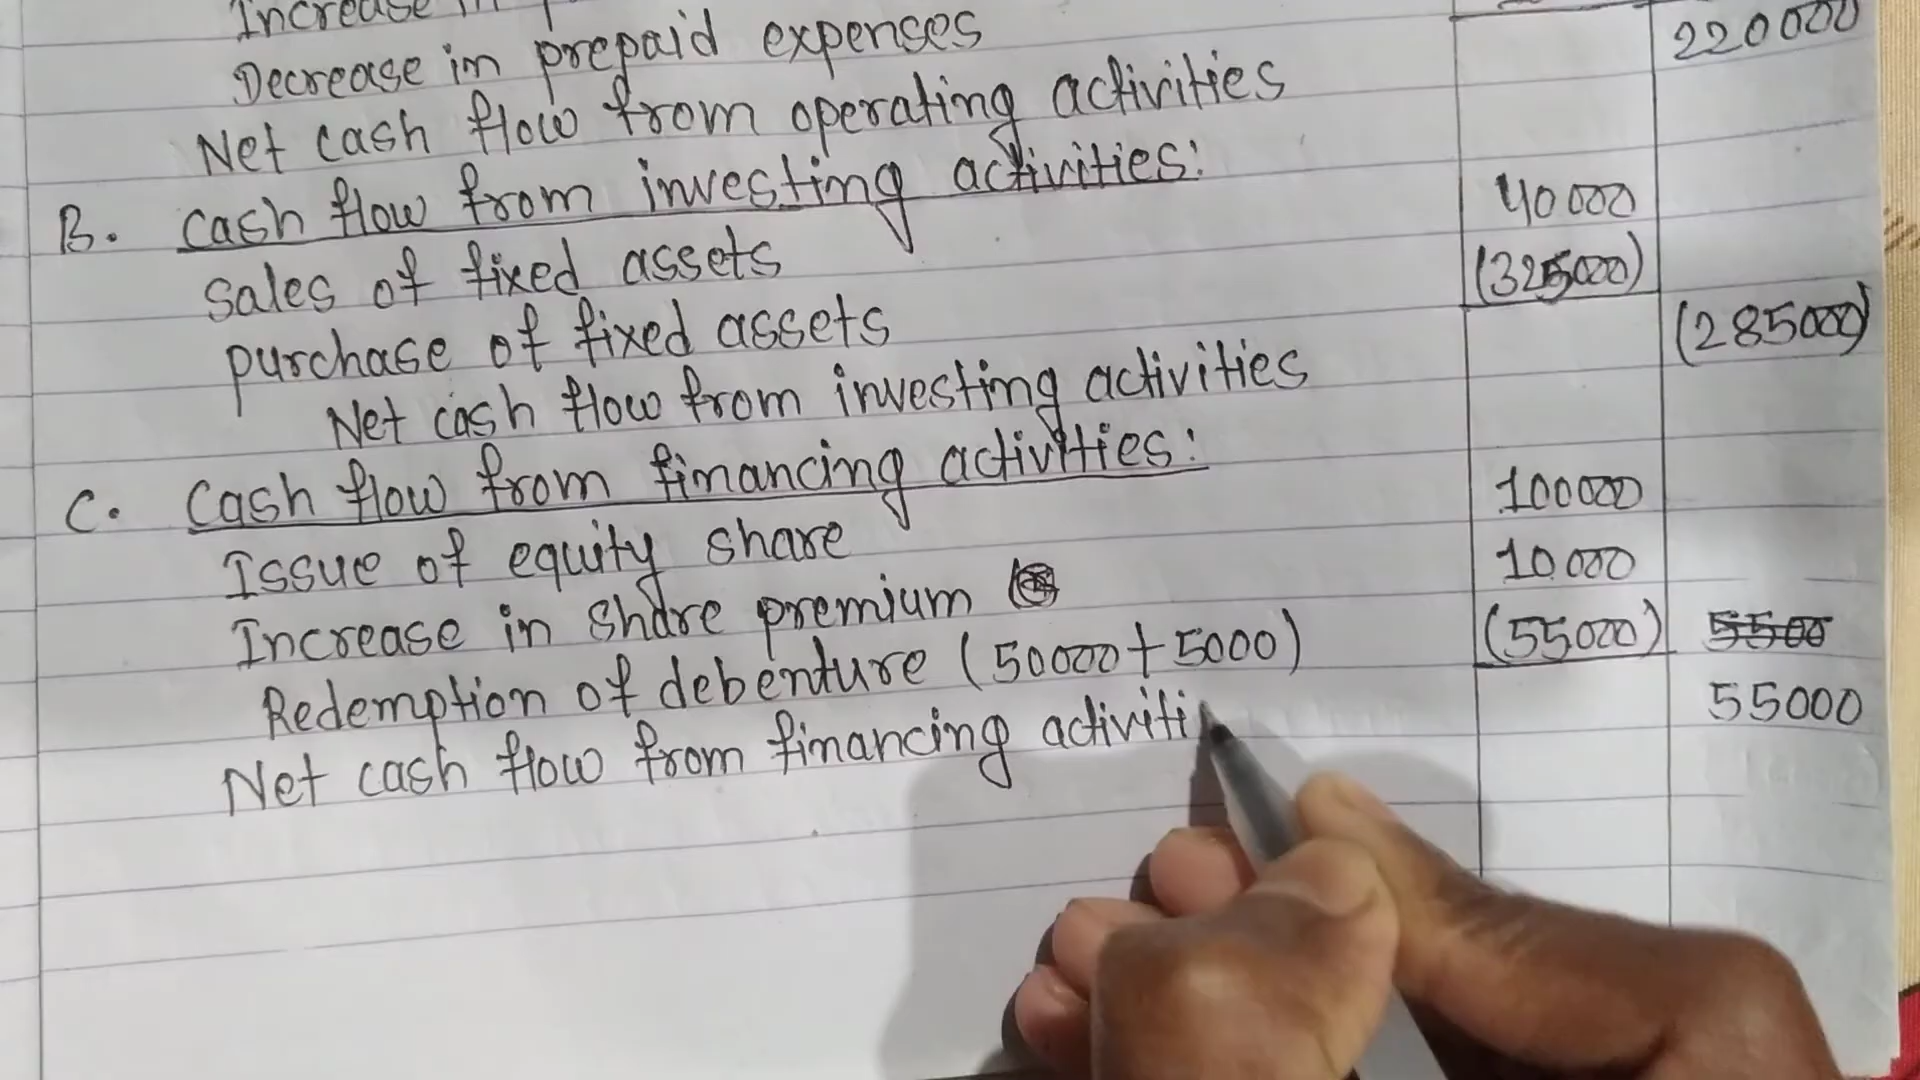 Increase in
Decrease in prepaid expenses
Net cash flow from operating activities 220000
B. Cash flow from investing activities:
Sales of fixed assets 40000
purchase of fixed assets (325000)
Net cash flow from investing activities (285000)
C. Cash flow from financing activities:
Issue of equity share 100000
Increase in share premium 10000
Redemption of debenture (50000+5000) (55000) 5500
Net cash flow from financing activiti 55000